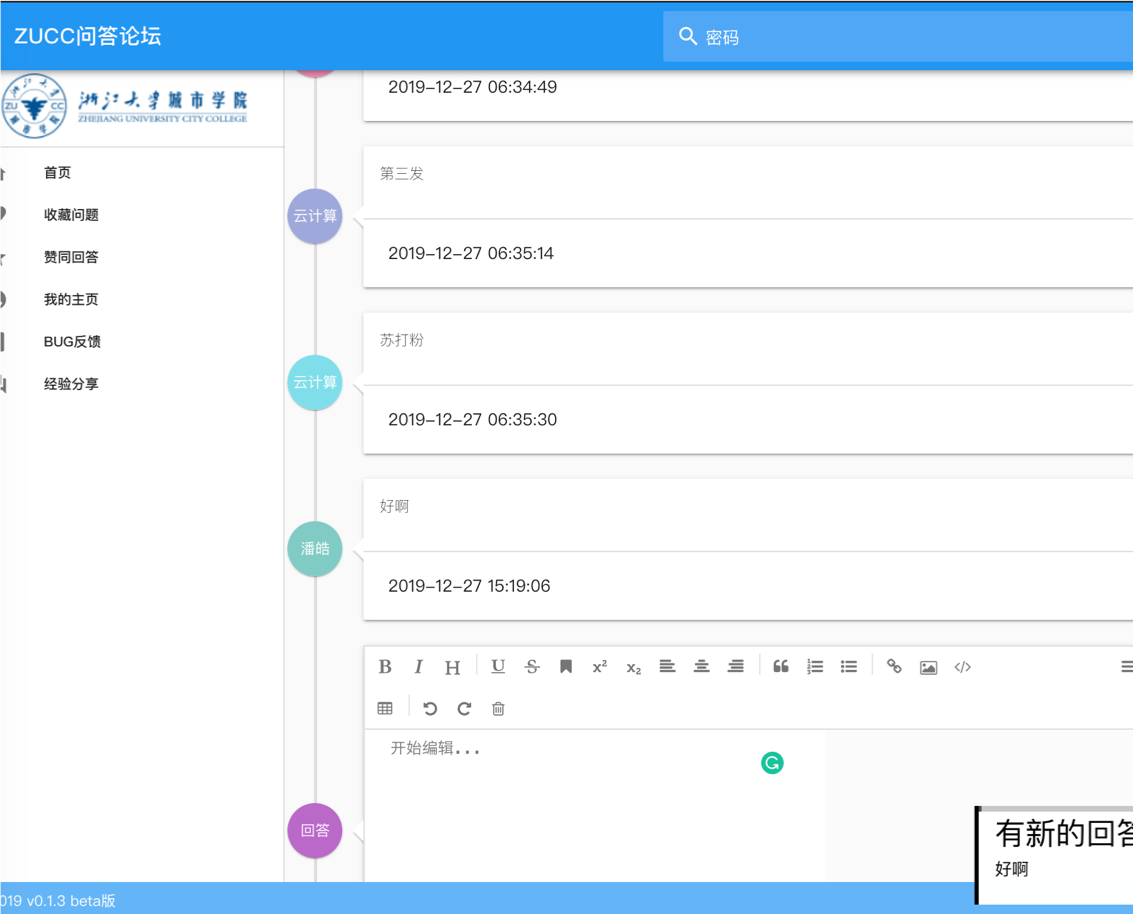 ZUCC问答论坛
密码
浙江大学城市学院
ZHEJIANG UNIVERSITY CITY COLLEGE
ZU CC
首页
收藏问题
赞同回答
我的主页
BUG反馈
经验分享
2019-12-27 06:34:49
第三发
云计算
2019-12-27 06:35:14
苏打粉
云计算
2019-12-27 06:35:30
好啊
潘皓
2019-12-27 15:19:06
B I H U S x² x₂
开始编辑...
回答
有新的回答
好啊
019 v0.1.3 beta版